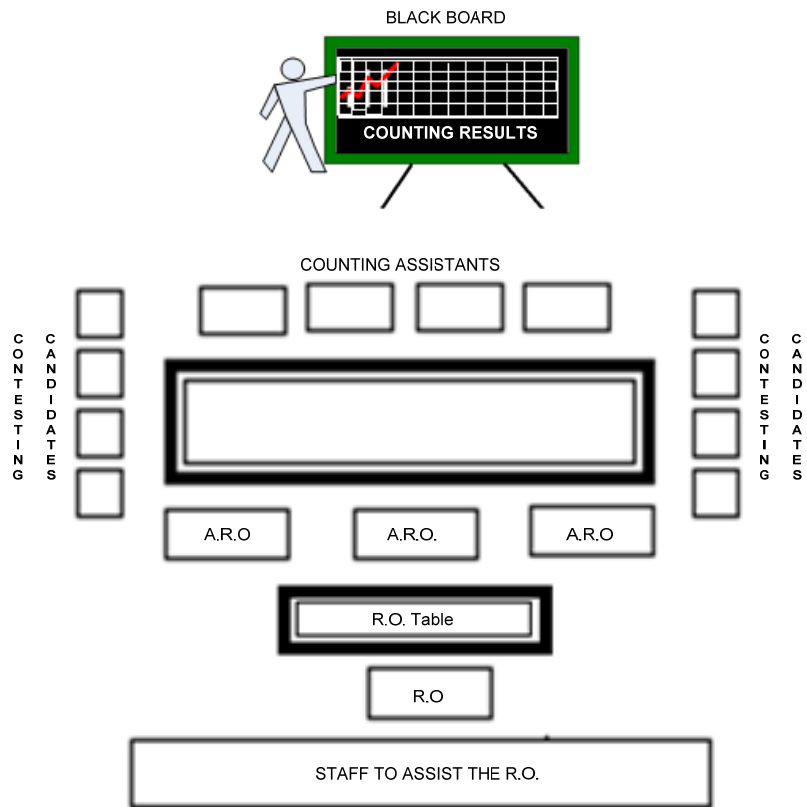 BLACK BOARD
COUNTING RESULTS
COUNTING ASSISTANTS
CONTESTING
CANDIDATES
CONTESTING
CANDIDATES
A.R.O
A.R.O.
A.R.O
R.O. Table
R.O
STAFF TO ASSIST THE R.O.